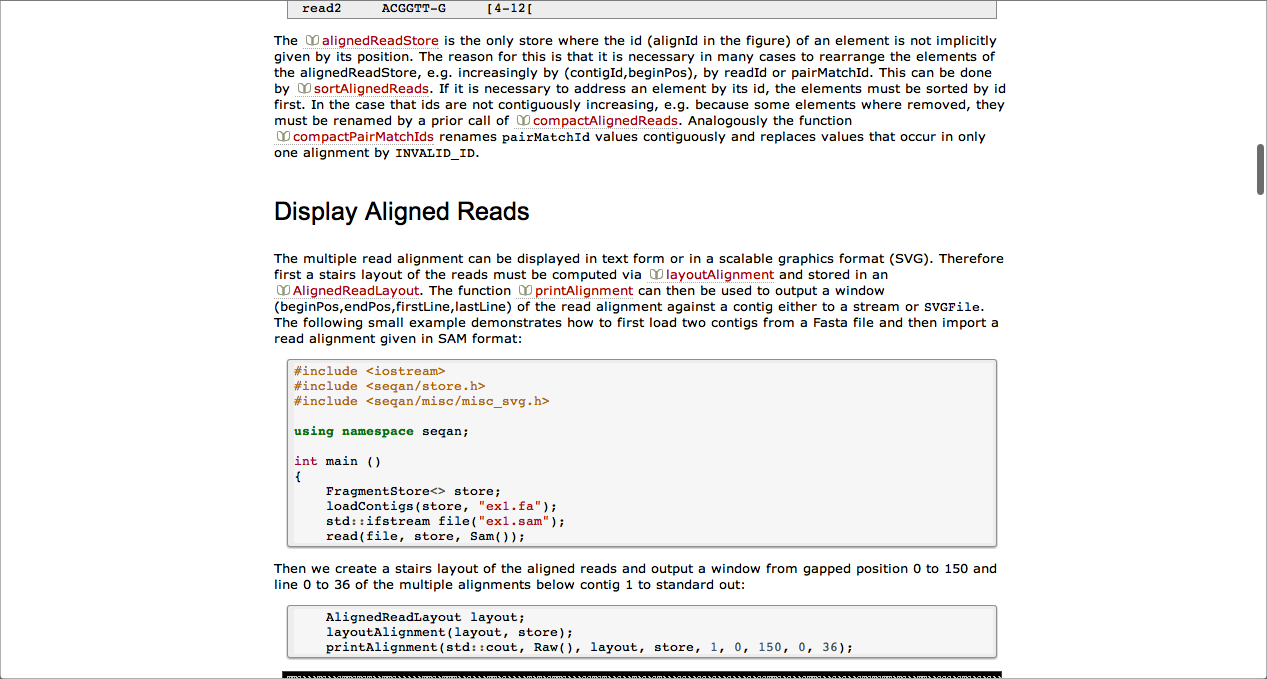 read2 ACGGTT-G [4-12[
The alignedReadStore is the only store where the id (alignId in the figure) of an element is not implicitly
given by its position. The reason for this is that it is necessary in many cases to rearrange the elements of
the alignedReadStore, e.g. increasingly by (contigId,beginPos), by readId or pairMatchId. This can be done
by sortAlignedReads. If it is necessary to address an element by its id, the elements must be sorted by id
first. In the case that ids are not contiguously increasing, e.g. because some elements where removed, they
must be renamed by a prior call of compactAlignedReads. Analogously the function
compactPairMatchIds renames pairMatchId values contiguously and replaces values that occur in only
one alignment by INVALID_ID.
Display Aligned Reads
The multiple read alignment can be displayed in text form or in a scalable graphics format (SVG). Therefore
first a stairs layout of the reads must be computed via layoutAlignment and stored in an
AlignedReadLayout. The function printAlignment can then be used to output a window
(beginPos,endPos,firstLine,lastLine) of the read alignment against a contig either to a stream or SVGFile.
The following small example demonstrates how to first load two contigs from a Fasta file and then import a
read alignment given in SAM format:
#include <iostream>
#include <seqan/store.h>
#include <seqan/misc/misc_svg.h>
using namespace seqan;
int main ()
{
FragmentStore<> store;
loadContigs(store, "ex1.fa");
std::ifstream file("ex1.sam");
read(file, store, Sam());
Then we create a stairs layout of the aligned reads and output a window from gapped position 0 to 150 and
line 0 to 36 of the multiple alignments below contig 1 to standard out:
AlignedReadLayout layout;
layoutAlignment(layout, store);
printAlignment(std::cout, Raw(), layout, store, 1, 0, 150, 0, 36);